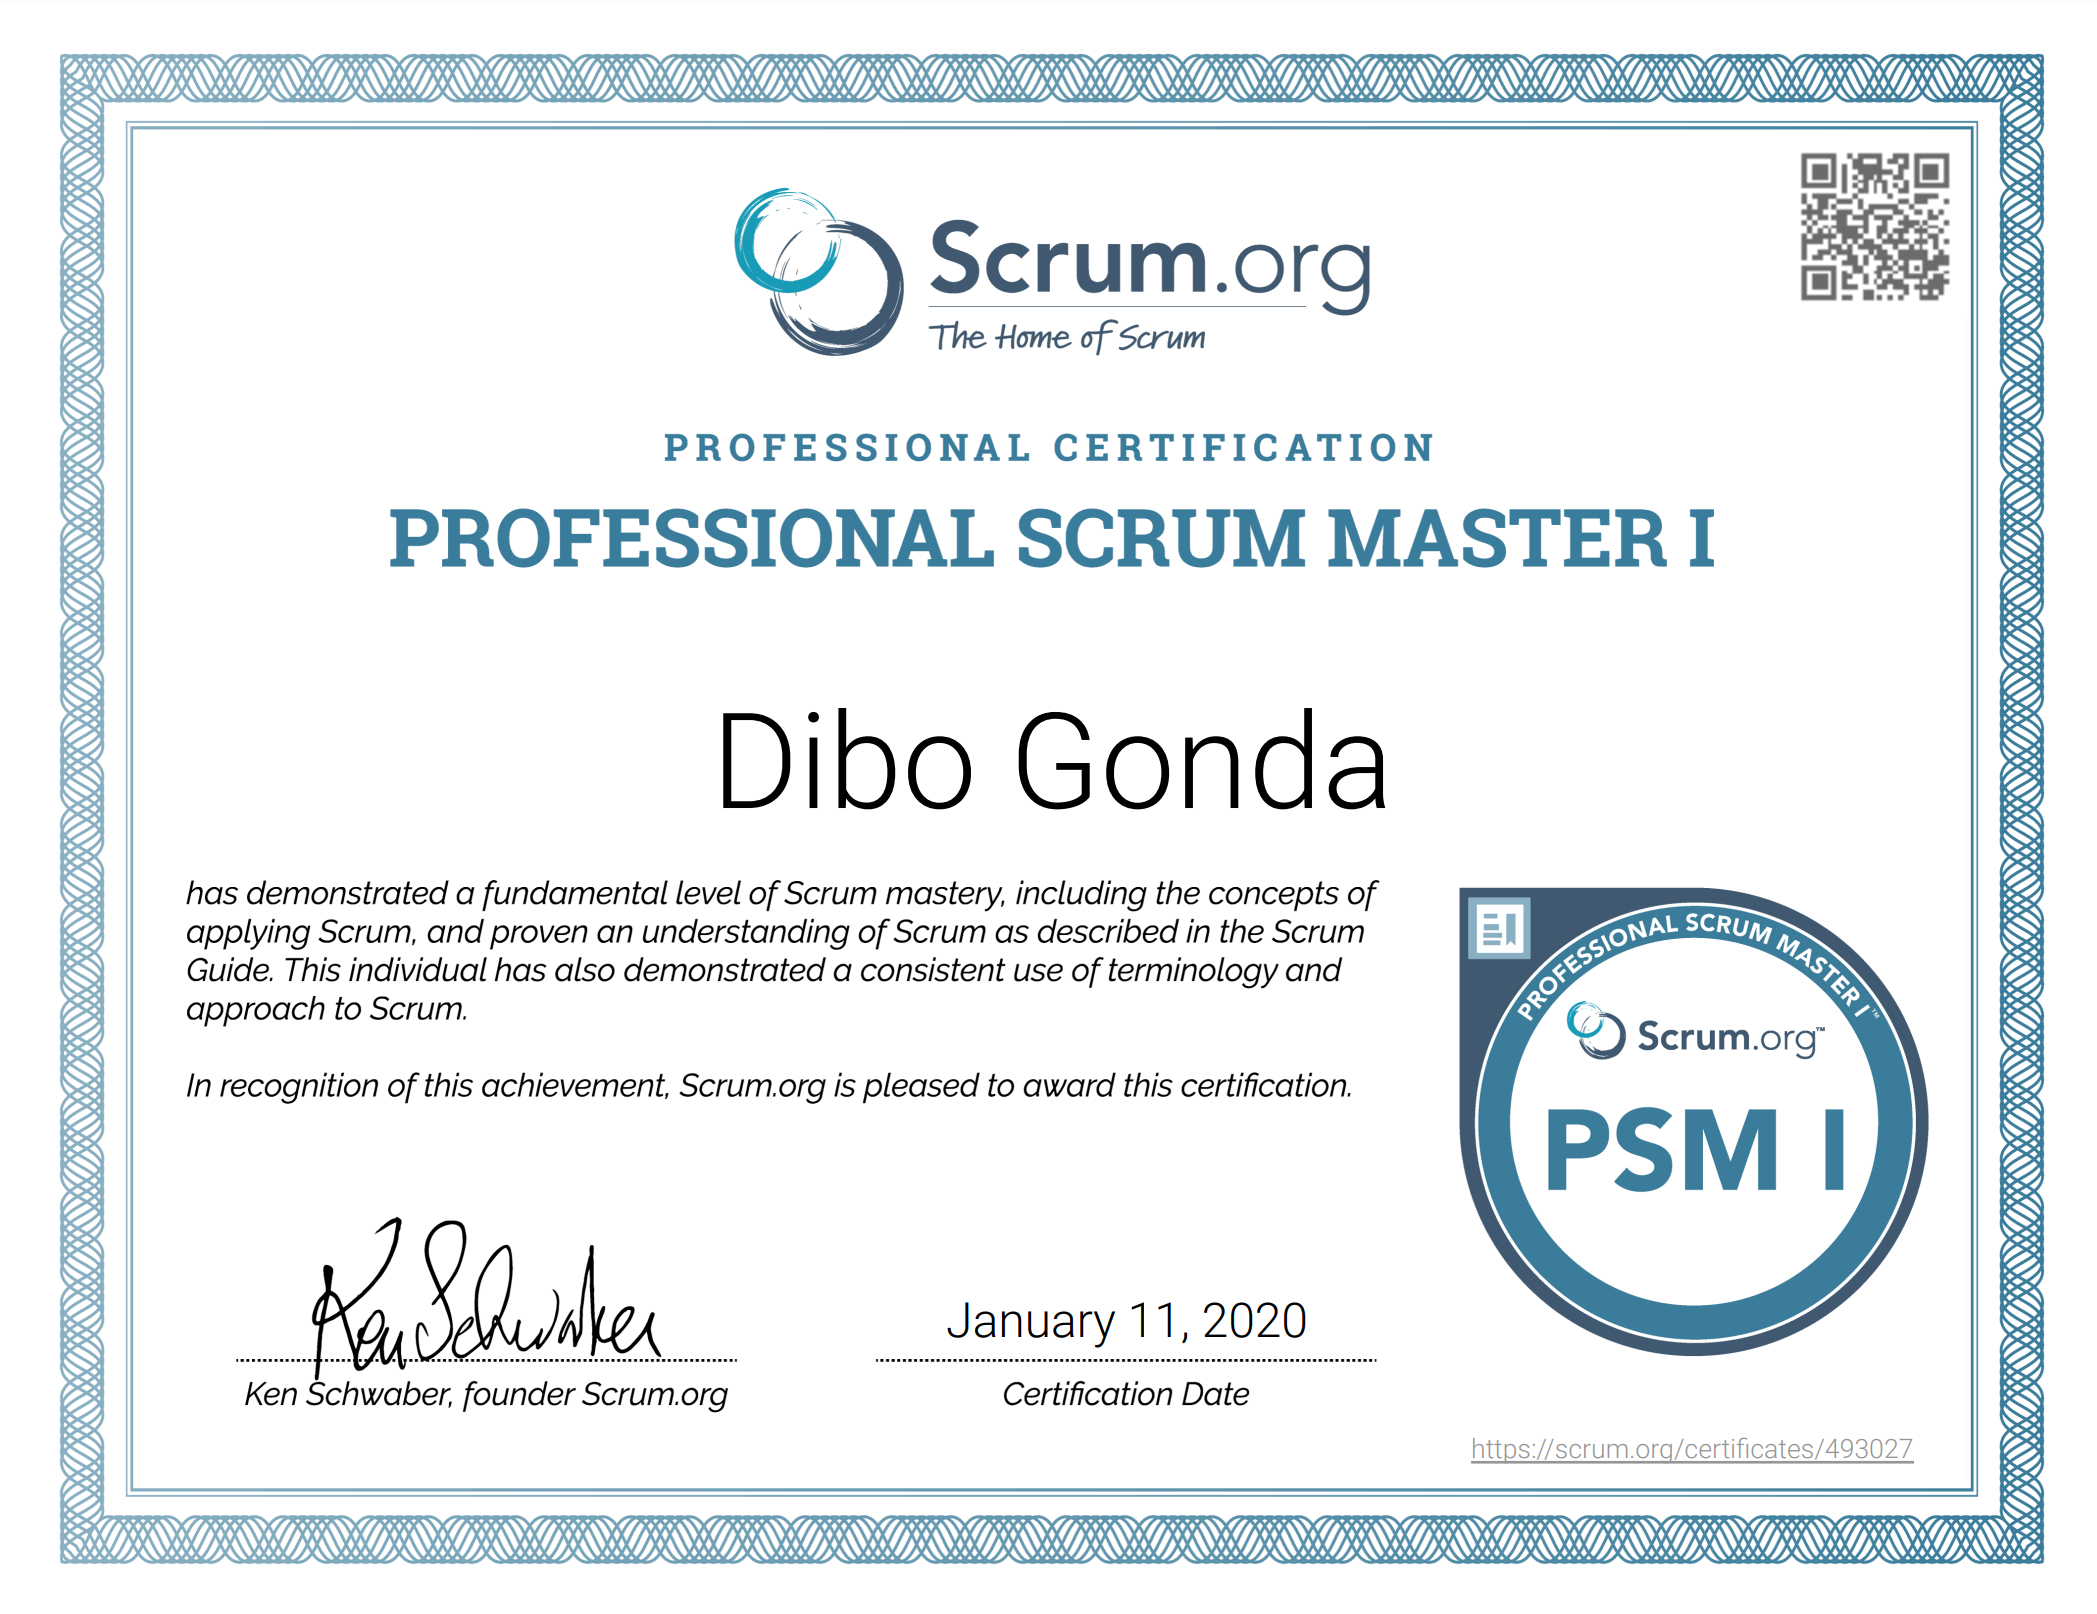 Scrum.org
The Home of Scrum
PROFESSIONAL CERTIFICATION
PROFESSIONAL SCRUM MASTER I
Dibo Gonda
has demonstrated a fundamental level of Scrum mastery, including the concepts of
applying Scrum, and proven an understanding of Scrum as described in the Scrum
Guide. This individual has also demonstrated a consistent use of terminology and
approach to Scrum.
In recognition of this achievement, Scrum.org is pleased to award this certification.
PROFESSIONAL SCRUM MASTER I™
Scrum.org™
PSM I
Ken Schwaber
Ken Schwaber, founder Scrum.org
January 11, 2020
Certification Date
https://scrum.org/certificates/493027